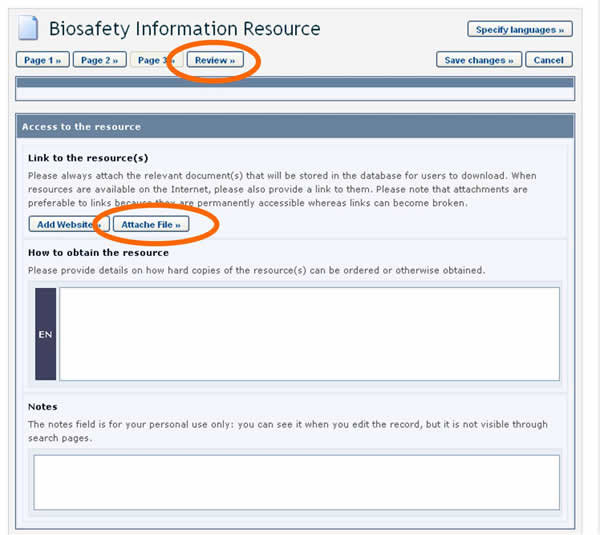 Biosafety Information Resource
Specify languages »
Page 1 » Page 2 » Page 3 » Review » Save changes » Cancel
Access to the resource
Link to the resource(s)
Please always attach the relevant document(s) that will be stored in the database for users to download. When
resources are available on the Internet, please also provide a link to them. Please note that attachments are
preferable to links because they are permanently accessible whereas links can become broken.
Add Website » Attache File »
How to obtain the resource
Please provide details on how hard copies of the resource(s) can be ordered or otherwise obtained.
EN
Notes
The notes field is for your personal use only: you can see it when you edit the record, but it is not visible through
search pages.